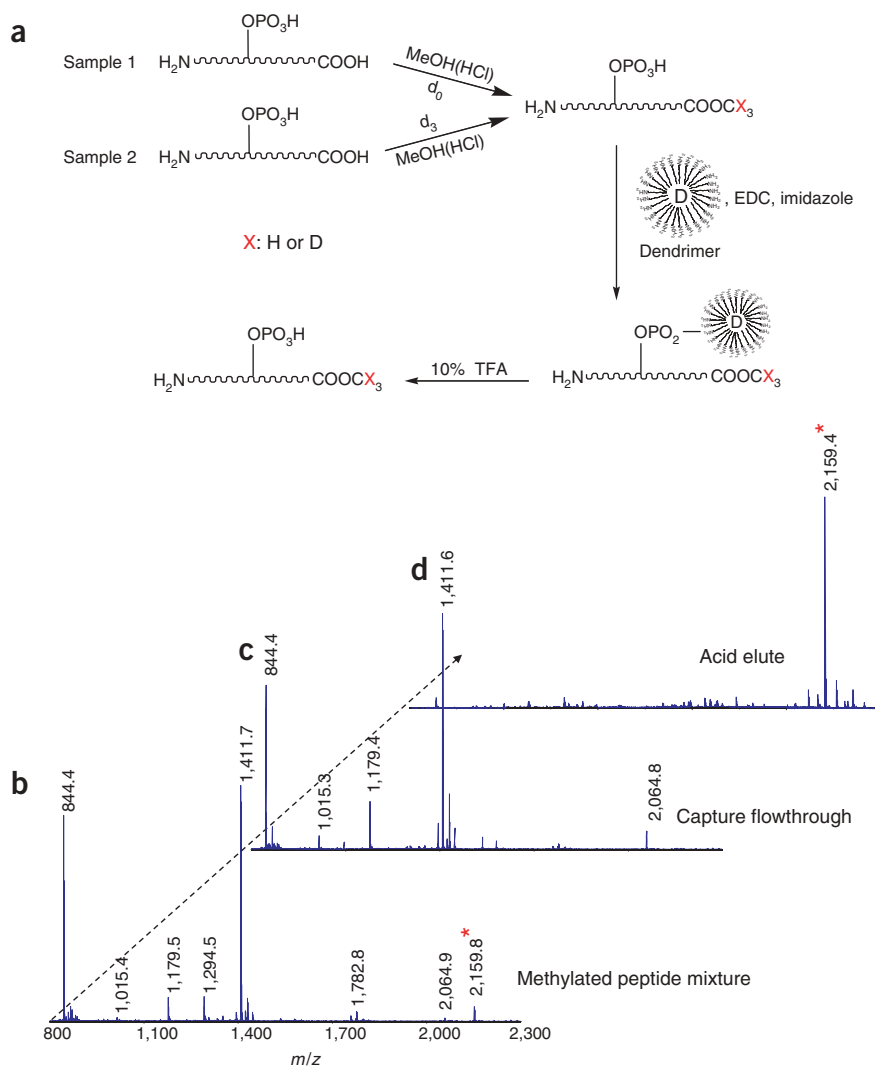 a
Sample 1
OPO3H
H2N
COOH
MeOH(HCl)
d0
Sample 2
OPO3H
H2N
COOH
d3
MeOH(HCl)
OPO3H
H2N
COOCX3
X: H or D
D
, EDC, imidazole
Dendrimer
OPO2
D
H2N
COOCX3
10% TFA
OPO3H
H2N
COOCX3
d
*
2,159.4
Acid elute
c
844.4
1,015.3
1,179.4
1,411.6
2,064.8
Capture flowthrough
b
844.4
1,015.4
1,179.5
1,294.5
1,411.7
1,782.8
2,064.9
*
2,159.8
Methylated peptide mixture
800 1,100 1,400 1,700 2,000 2,300
m/z